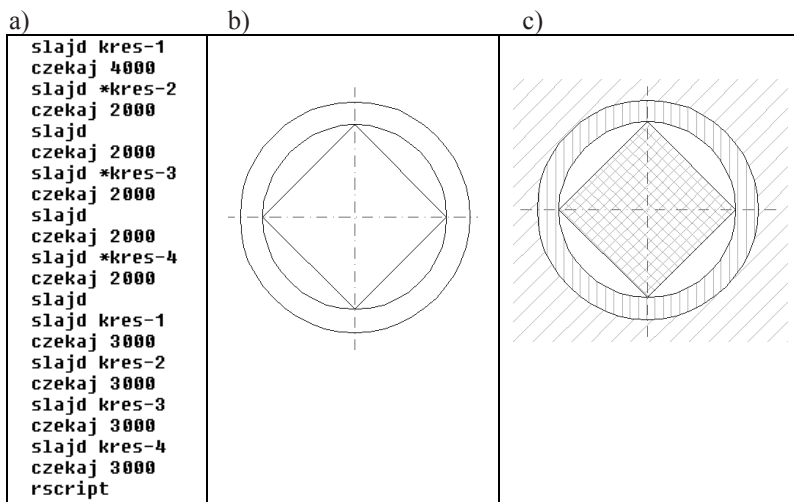 a) b) c)
slajd kres-1
czekaj 4000
slajd *kres-2
czekaj 2000
slajd
czekaj 2000
slajd *kres-3
czekaj 2000
slajd
czekaj 2000
slajd *kres-4
czekaj 2000
slajd
slajd kres-1
czekaj 3000
slajd kres-2
czekaj 3000
slajd kres-3
czekaj 3000
slajd kres-4
czekaj 3000
rscript